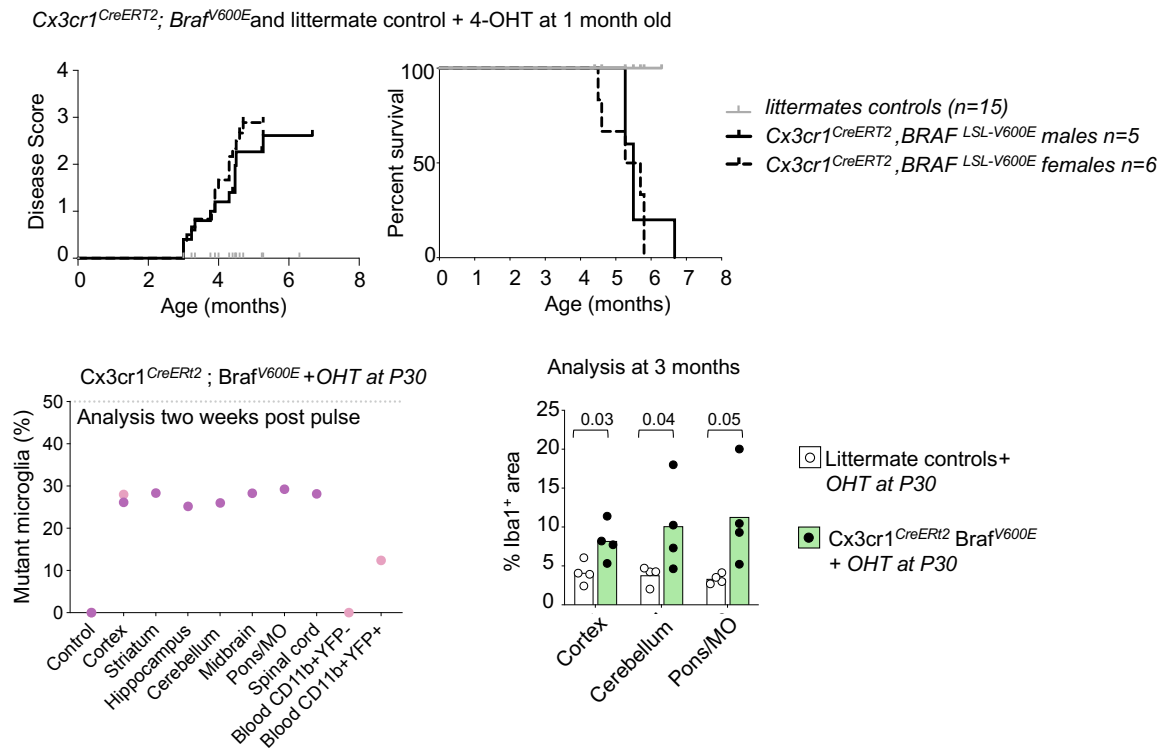 Cx3cr1CreERT2; BrafV600E and littermate control + 4-OHT at 1 month old
4
3
2
1
0
Disease Score
0 2 4 6 8
Age (months)
100
50
0
Percent survival
0 1 2 3 4 5 6 7 8
Age (months)
littermates controls (n=15)
Cx3cr1CreERT2,BRAF LSL-V600E males n=5
Cx3cr1CreERT2,BRAF LSL-V600E females n=6
Cx3cr1CreERt2 ; BrafV600E +OHT at P30
Analysis two weeks post pulse
50
40
30
20
10
0
Mutant microglia (%)
Control
Cortex
Striatum
Hippocampus
Cerebellum
Midbrain
Pons/MO
Spinal cord
Blood CD11b+YFP-
Blood CD11b+YFP+
Analysis at 3 months
25
20
15
10
5
0
% Iba1+ area
0.03 0.04 0.05
Cortex
Cerebellum
Pons/MO
Littermate controls+
OHT at P30
Cx3cr1CreERt2 BrafV600E
+ OHT at P30